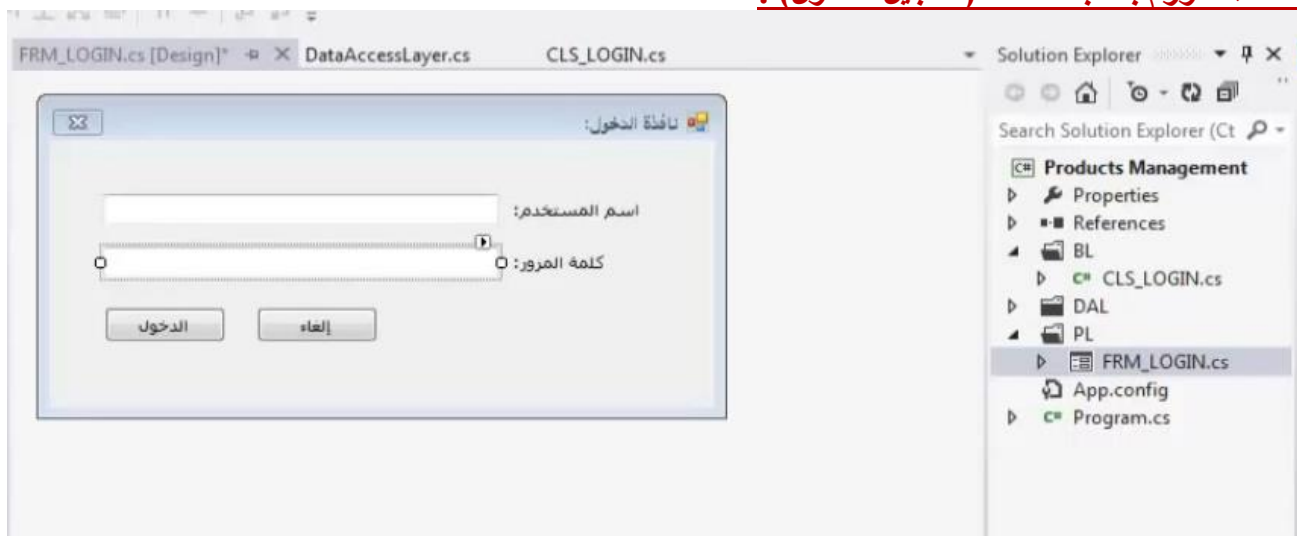 FRM_LOGIN.cs [Design]*
DataAccessLayer.cs
CLS_LOGIN.cs
نافذة الدخول:
اسم المستخدم:
كلمة المرور:
الدخول
إلغاء
Solution Explorer
Search Solution Explorer (Ct
C# Products Management
Properties
References
BL
C# CLS_LOGIN.cs
DAL
PL
FRM_LOGIN.cs
App.config
C# Program.cs